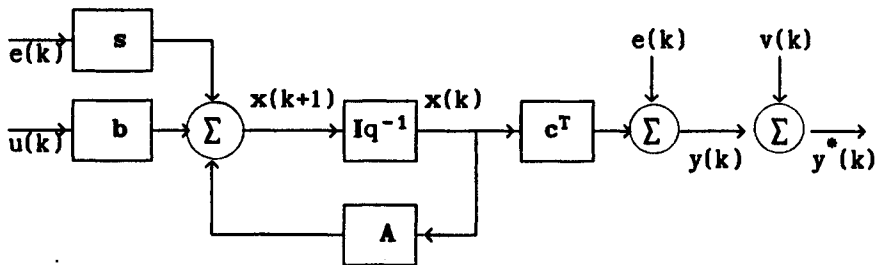 e(k)
s
e(k)
v(k)
u(k)
b
Σ
x(k+1)
Iq⁻¹
x(k)
cᵀ
Σ
y(k)
Σ
y*(k)
A